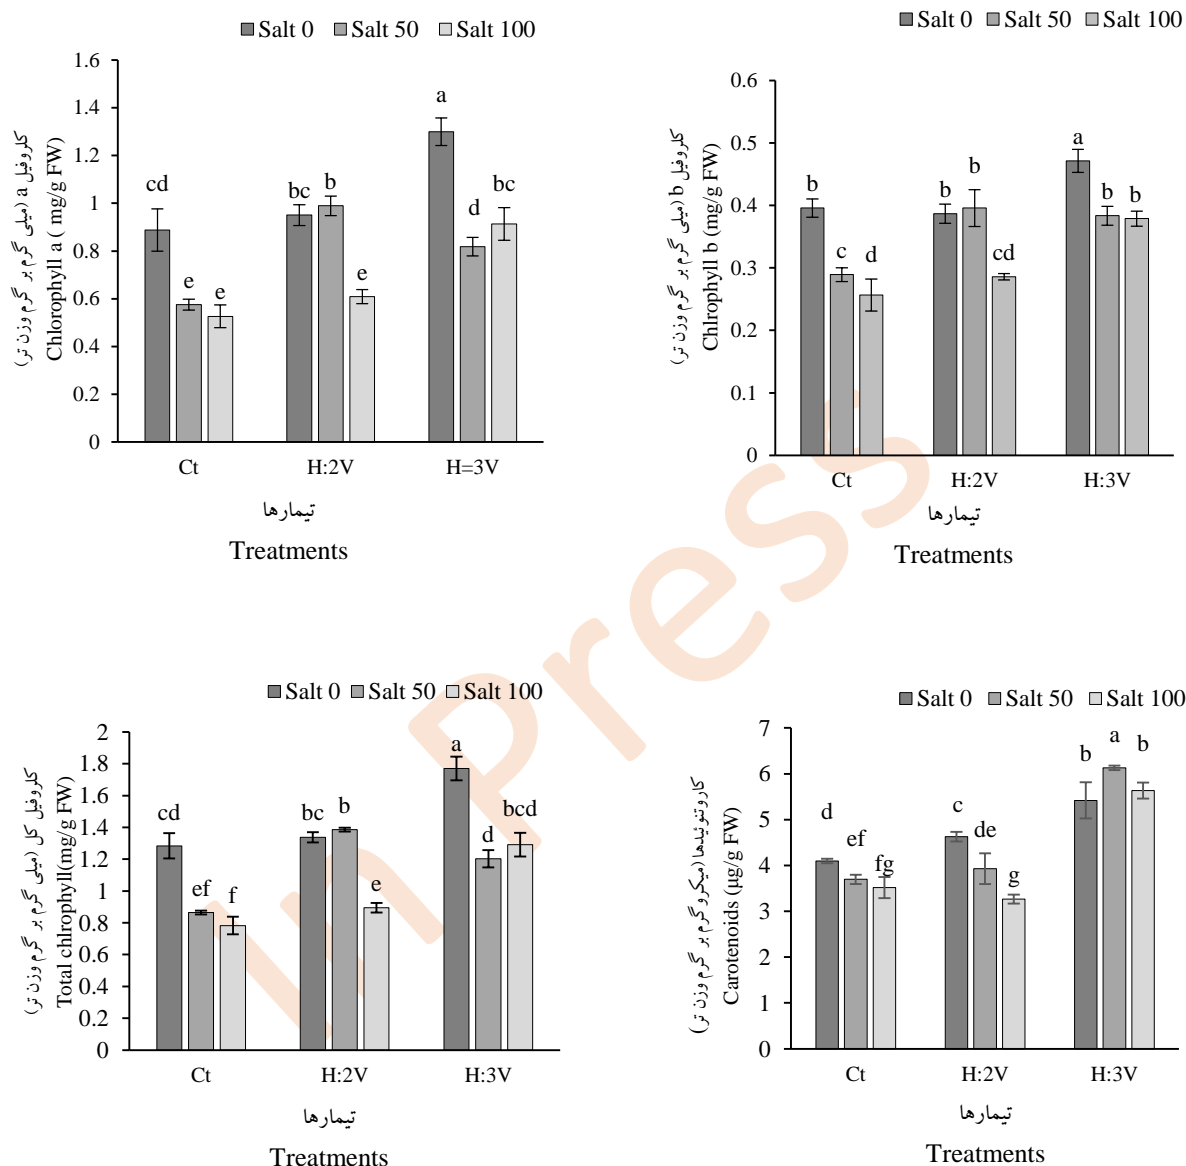 Salt 0 Salt 50 Salt 100
1.6
1.4
1.2
1
0.8
0.6
0.4
0.2
0
کلروفیل a (میلی گرم بر گرم وزن تر)
Chlorophyll a ( mg/g FW)
cd e e bc b e a d bc
Ct H:2V H=3V
تیمارها
Treatments
Salt 0 Salt 50 Salt 100
0.6
0.5
0.4
0.3
0.2
0.1
0
کلروفیل b (میلی گرم بر گرم وزن تر)
Chlrophyll b (mg/g FW)
b c d b b cd a b b
Ct H:2V H:3V
تیمارها
Treatments
Salt 0 Salt 50 Salt 100
2
1.8
1.6
1.4
1.2
1
0.8
0.6
0.4
0.2
0
کلروفیل کل (میلی گرم بر گرم وزن تر)
Total chlrophyll(mg/g FW)
cd ef f bc b e a d bcd
Ct H:2V H:3V
تیمارها
Treatments
Salt 0 Salt 50 Salt 100
7
6
5
4
3
2
1
0
کاروتنوئیدها (میکرو گرم بر گرم وزن تر)
Carotenoids (µg/g FW)
d ef fg c de g b a b
Ct H:2V H:3V
تیمارها
Treatments
In Press